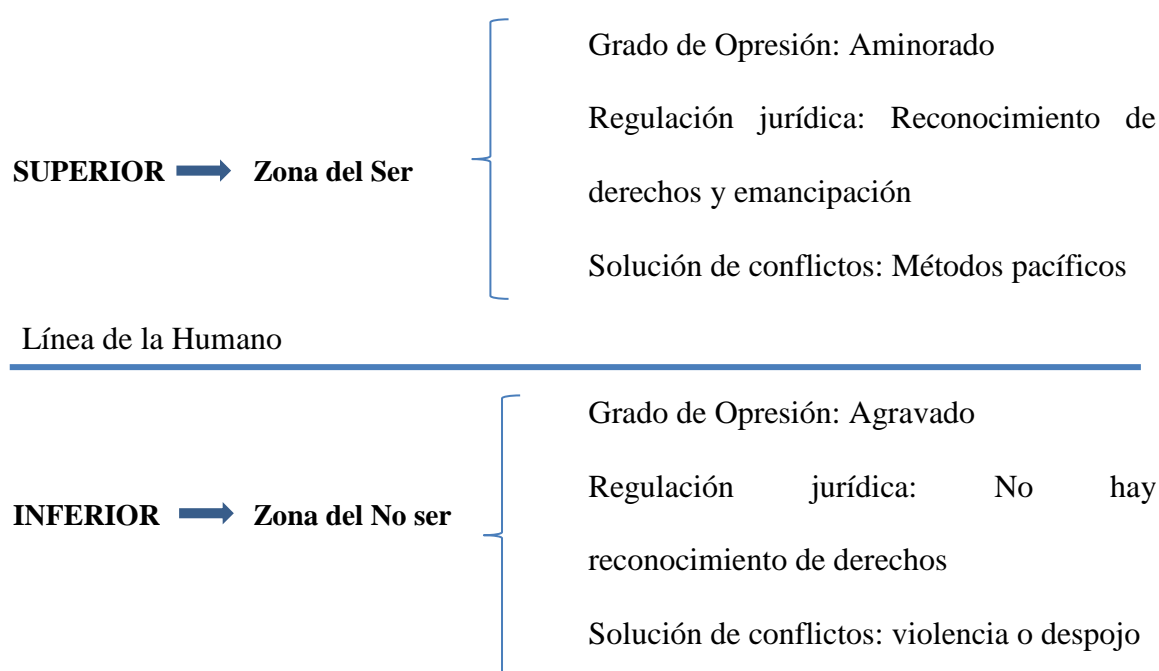 Grado de Opresión: Aminorado
Regulación jurídica: Reconocimiento de
SUPERIOR Zona del Ser
derechos y emancipación
Solución de conflictos: Métodos pacíficos
Línea de la Humano
Grado de Opresión: Agravado
Regulación jurídica: No hay
INFERIOR Zona del No ser
reconocimiento de derechos
Solución de conflictos: violencia o despojo